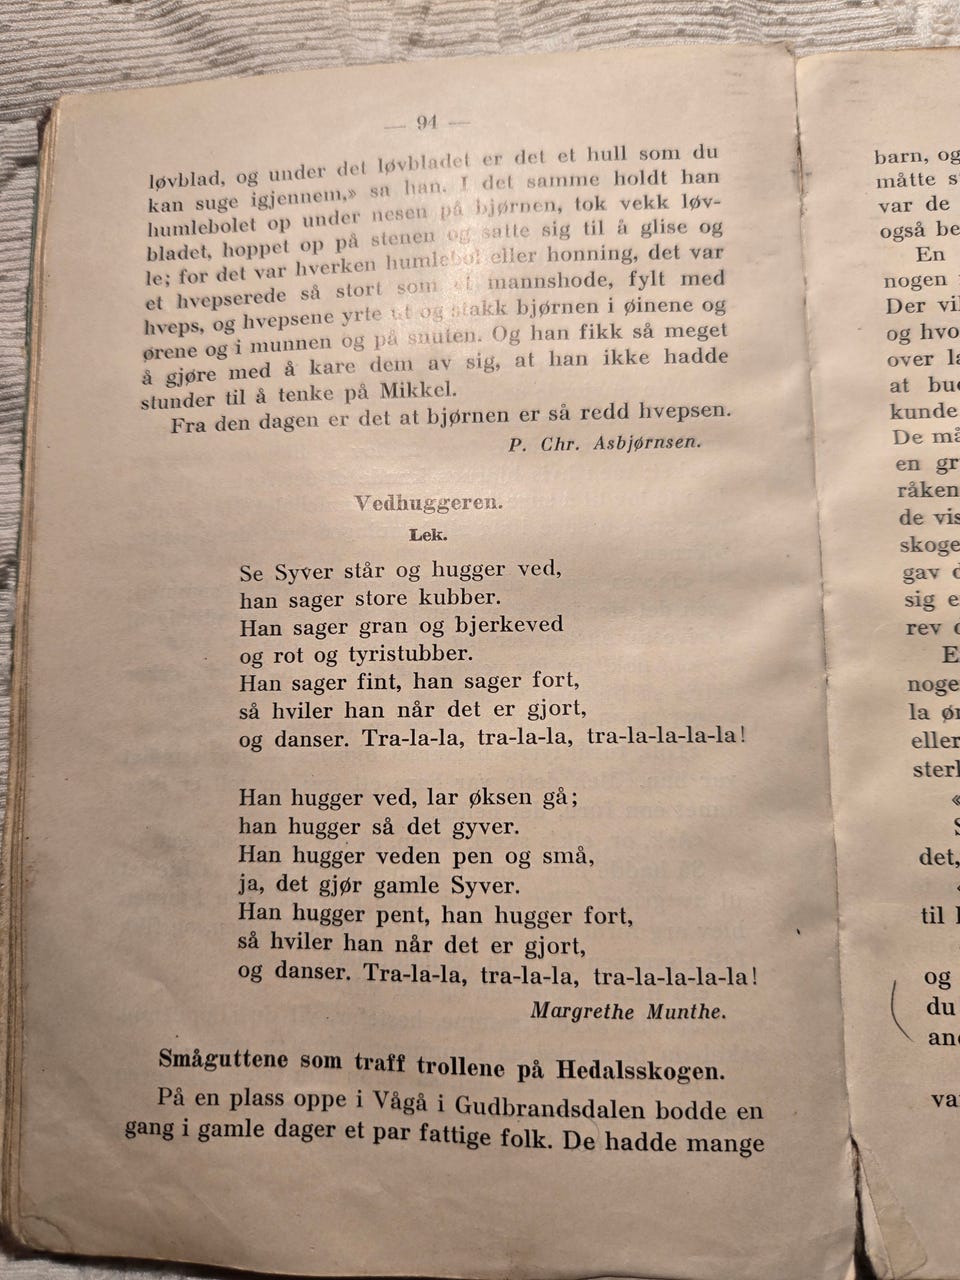 — 94 —
løvblad, og under det løvbladet er det et hull som du
kan suge igjennem,» sa han. I det samme holdt han
humlebolet op under nesen på bjørnen, tok vekk løv-
bladet, hoppet op på stenen og satte sig til å glise og
le; for det var hverken humlebol eller honning, det var
et hvepserede så stort som et mannshode, fylt med
hveps, og hvepsene yrte ut og stakk bjørnen i øinene og
ørene og i munnen og på snuten. Og han fikk så meget
å gjøre med å kare dem av sig, at han ikke hadde
stunder til å tenke på Mikkel.
Fra den dagen er det at bjørnen er så redd hvepsen.
P. Chr. Asbjørnsen.
Vedhuggeren.
Lek.
Se Syver står og hugger ved,
han sager store kubber.
Han sager gran og bjerkeved
og rot og tyristubber.
Han sager fint, han sager fort,
så hviler han når det er gjort,
og danser. Tra-la-la, tra-la-la, tra-la-la-la-la!
Han hugger ved, lar øksen gå;
han hugger så det gyver.
Han hugger veden pen og små,
ja, det gjør gamle Syver.
Han hugger pent, han hugger fort,
så hviler han når det er gjort,
og danser. Tra-la-la, tra-la-la, tra-la-la-la-la!
Margrethe Munthe.
Småguttene som traff trollene på Hedalsskogen.
På en plass oppe i Vågå i Gudbrandsdalen bodde en
gang i gamle dager et par fattige folk. De hadde mange
barn, og
måtte
var de
også
En
nogen
Der
og
over
at
kunde
De
en
råken
de
skoge
gav
sig
rev
la
eller
det,
til
og
du